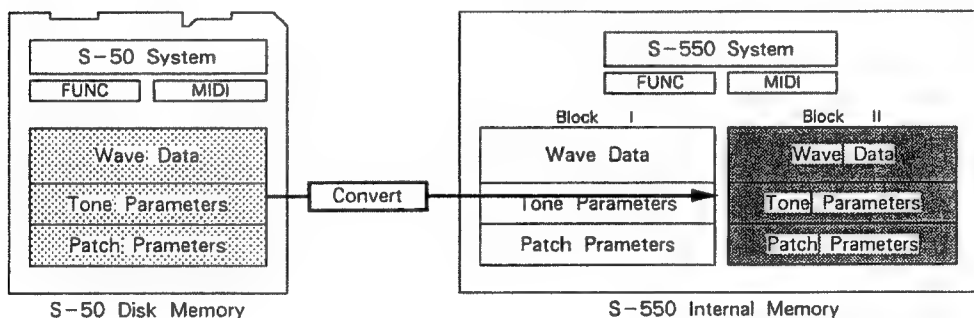 S-50 System
FUNC MIDI
Wave Data
Tone Parameters
Patch Prameters
S-50 Disk Memory
Convert
S-550 System
FUNC MIDI
Block I
Wave Data
Tone Parameters
Patch Prameters
Block II
Wave Data
Tone Parameters
Patch Prameters
S-550 Internal Memory